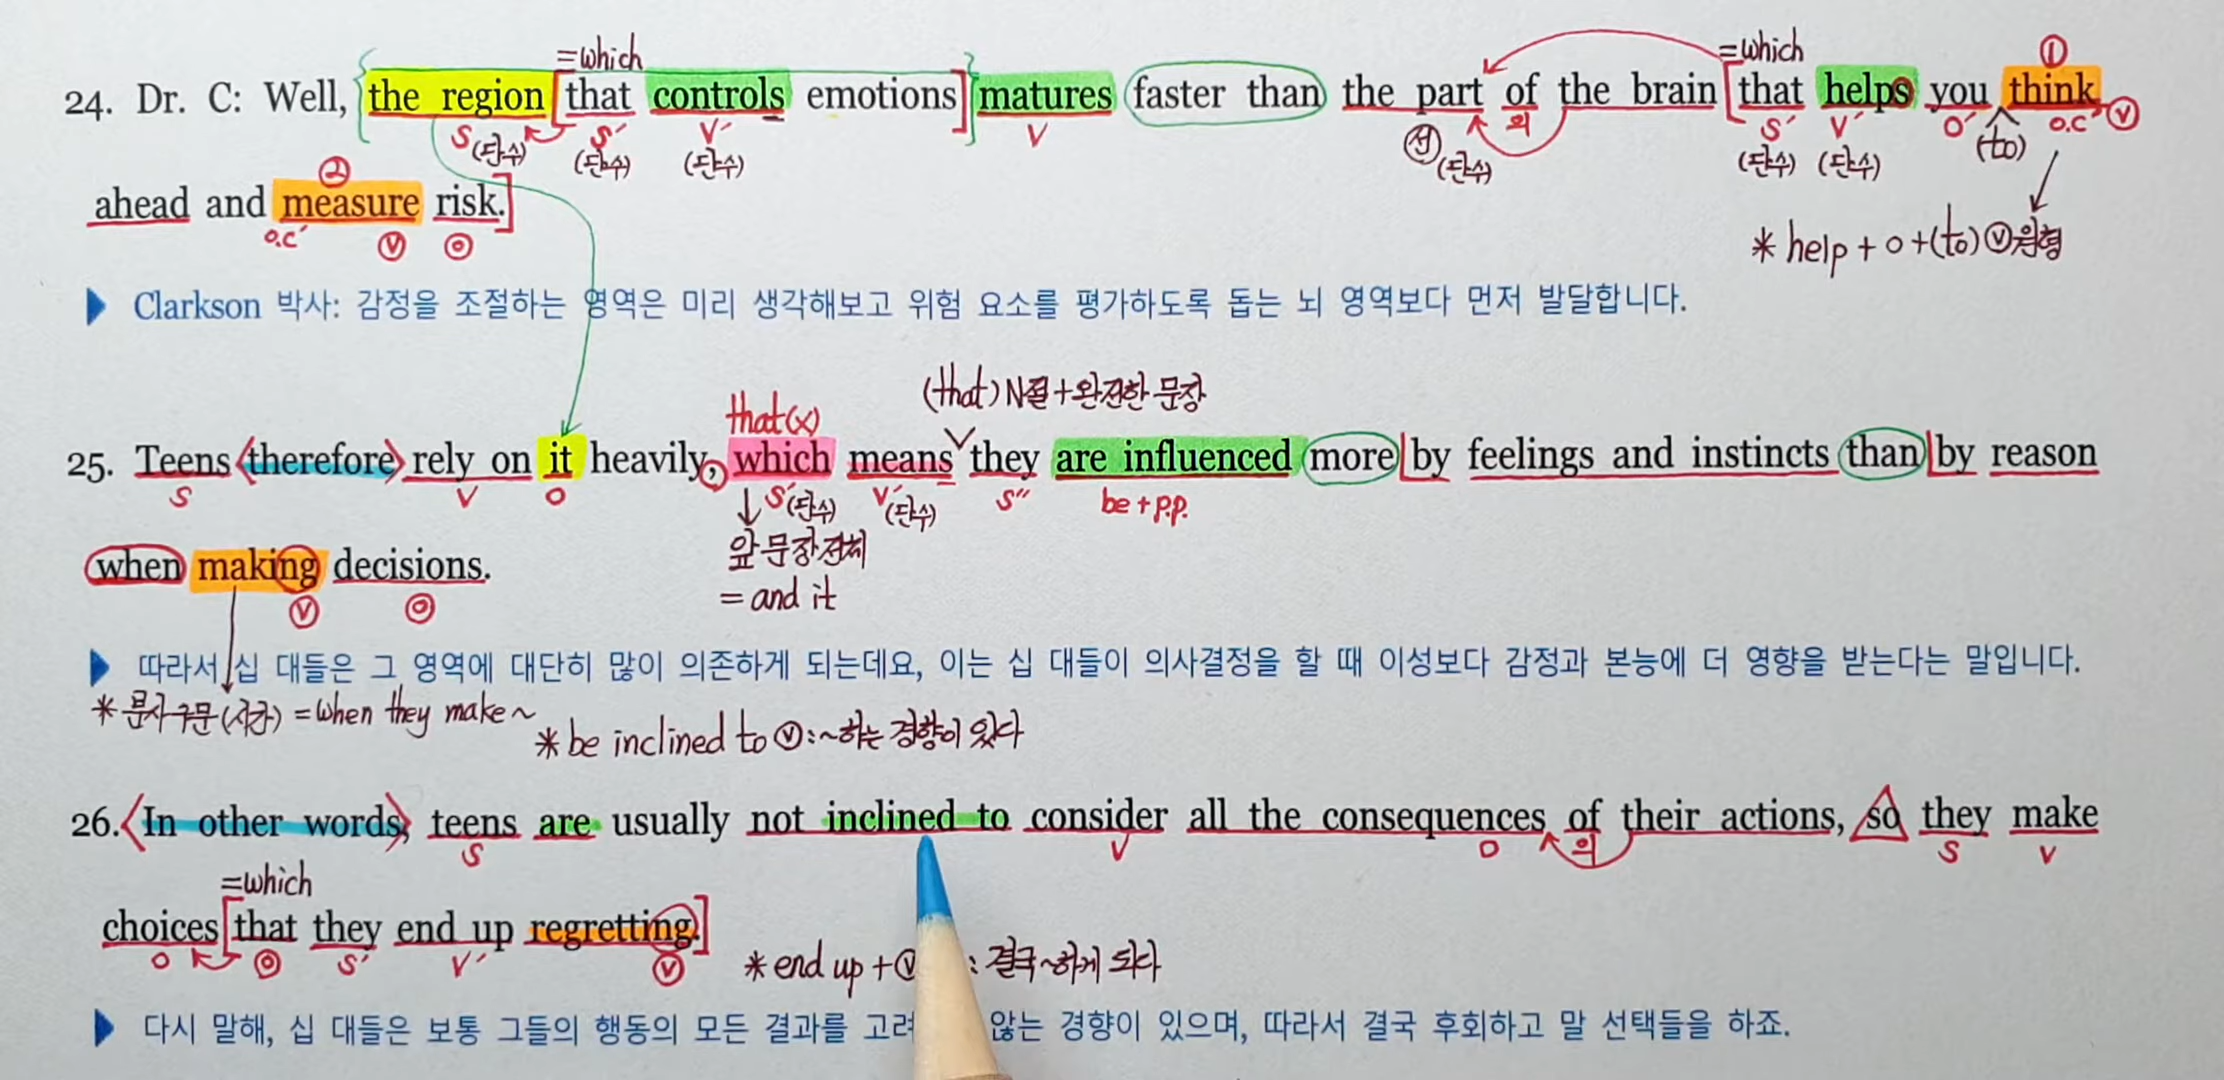 =which =which ①
24. Dr. C: Well, the region that controls emotions matures faster than the part of the brain that helps you think
S(단수) S′(단수) V′(단수) V 선(단수) 의 S′(단수) V′(단수) O′ (to) O.C′ Ⓥ
②
ahead and measure risk.
O.C′ Ⓥ ⓞ
* help + O + (to) Ⓥ원형
▶ Clarkson 박사: 감정을 조절하는 영역은 미리 생각해보고 위험 요소를 평가하도록 돕는 뇌 영역보다 먼저 발달합니다.
(that) N절 + 완전한 문장
that(x)
25. Teens therefore rely on it heavily, which means they are influenced more by feelings and instincts than by reason
S V O S′(단수) V′(단수) S″ be + p.p.
앞 문장 전체
= and it
when making decisions.
Ⓥ ⓞ
▶ 따라서 십 대들은 그 영역에 대단히 많이 의존하게 되는데요, 이는 십 대들이 의사결정을 할 때 이성보다 감정과 본능에 더 영향을 받는다는 말입니다.
* 분사구문(시간) = when they make ~
* be inclined to Ⓥ : ~하는 경향이 있다
26. In other words, teens are usually not inclined to consider all the consequences of their actions, so they make
S V O 의 S V
=which
choices that they end up regretting.
O ⓞ S′ V′ Ⓥ
* end up + Ⓥ : 결국 ~하게 되다
▶ 다시 말해, 십 대들은 보통 그들의 행동의 모든 결과를 고려 않는 경향이 있으며, 따라서 결국 후회하고 말 선택들을 하죠.